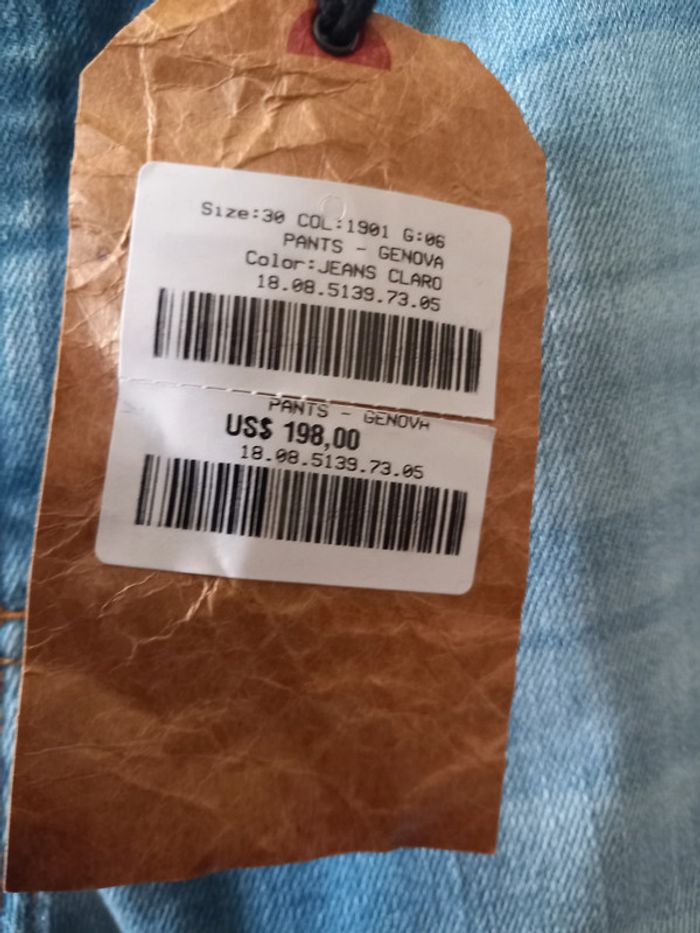 Size:30 COL:1901 G:06
PANTS - GENOVA
Color:JEANS CLARO
18.08.5139.73.05
PANTS - GENOVA
US$ 198,00
18.08.5139.73.05